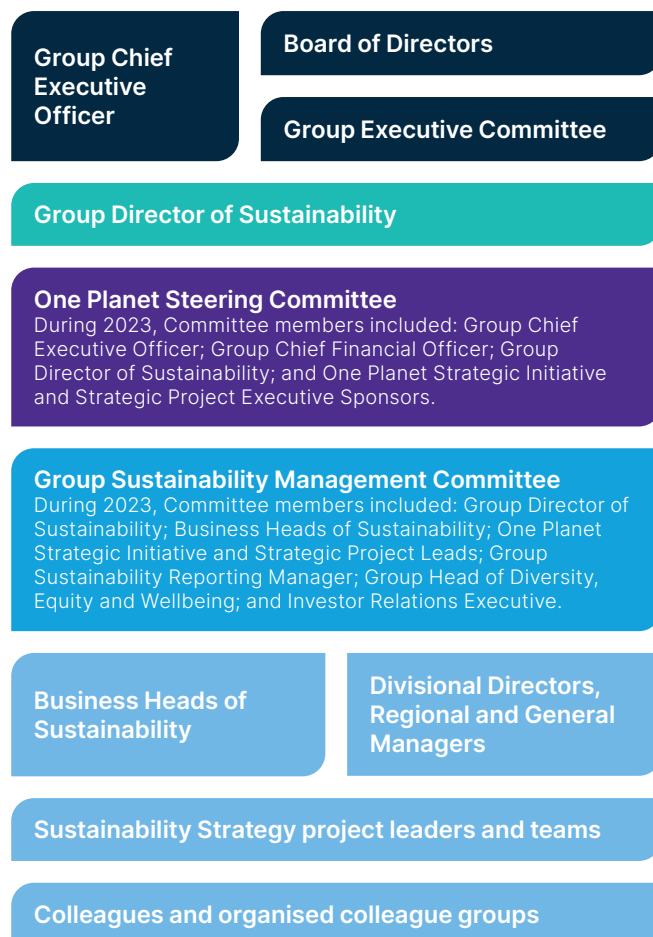 Group Chief
Executive
Officer
Board of Directors
Group Executive Committee
Group Director of Sustainability
One Planet Steering Committee
During 2023, Committee members included: Group Chief
Executive Officer; Group Chief Financial Officer; Group
Director of Sustainability; and One Planet Strategic Initiative
and Strategic Project Executive Sponsors.
Group Sustainability Management Committee
During 2023, Committee members included: Group Director of
Sustainability; Business Heads of Sustainability; One Planet
Strategic Initiative and Strategic Project Leads; Group
Sustainability Reporting Manager; Group Head of Diversity,
Equity and Wellbeing; and Investor Relations Executive.
Business Heads of
Sustainability
Divisional Directors,
Regional and General
Managers
Sustainability Strategy project leaders and teams
Colleagues and organised colleague groups